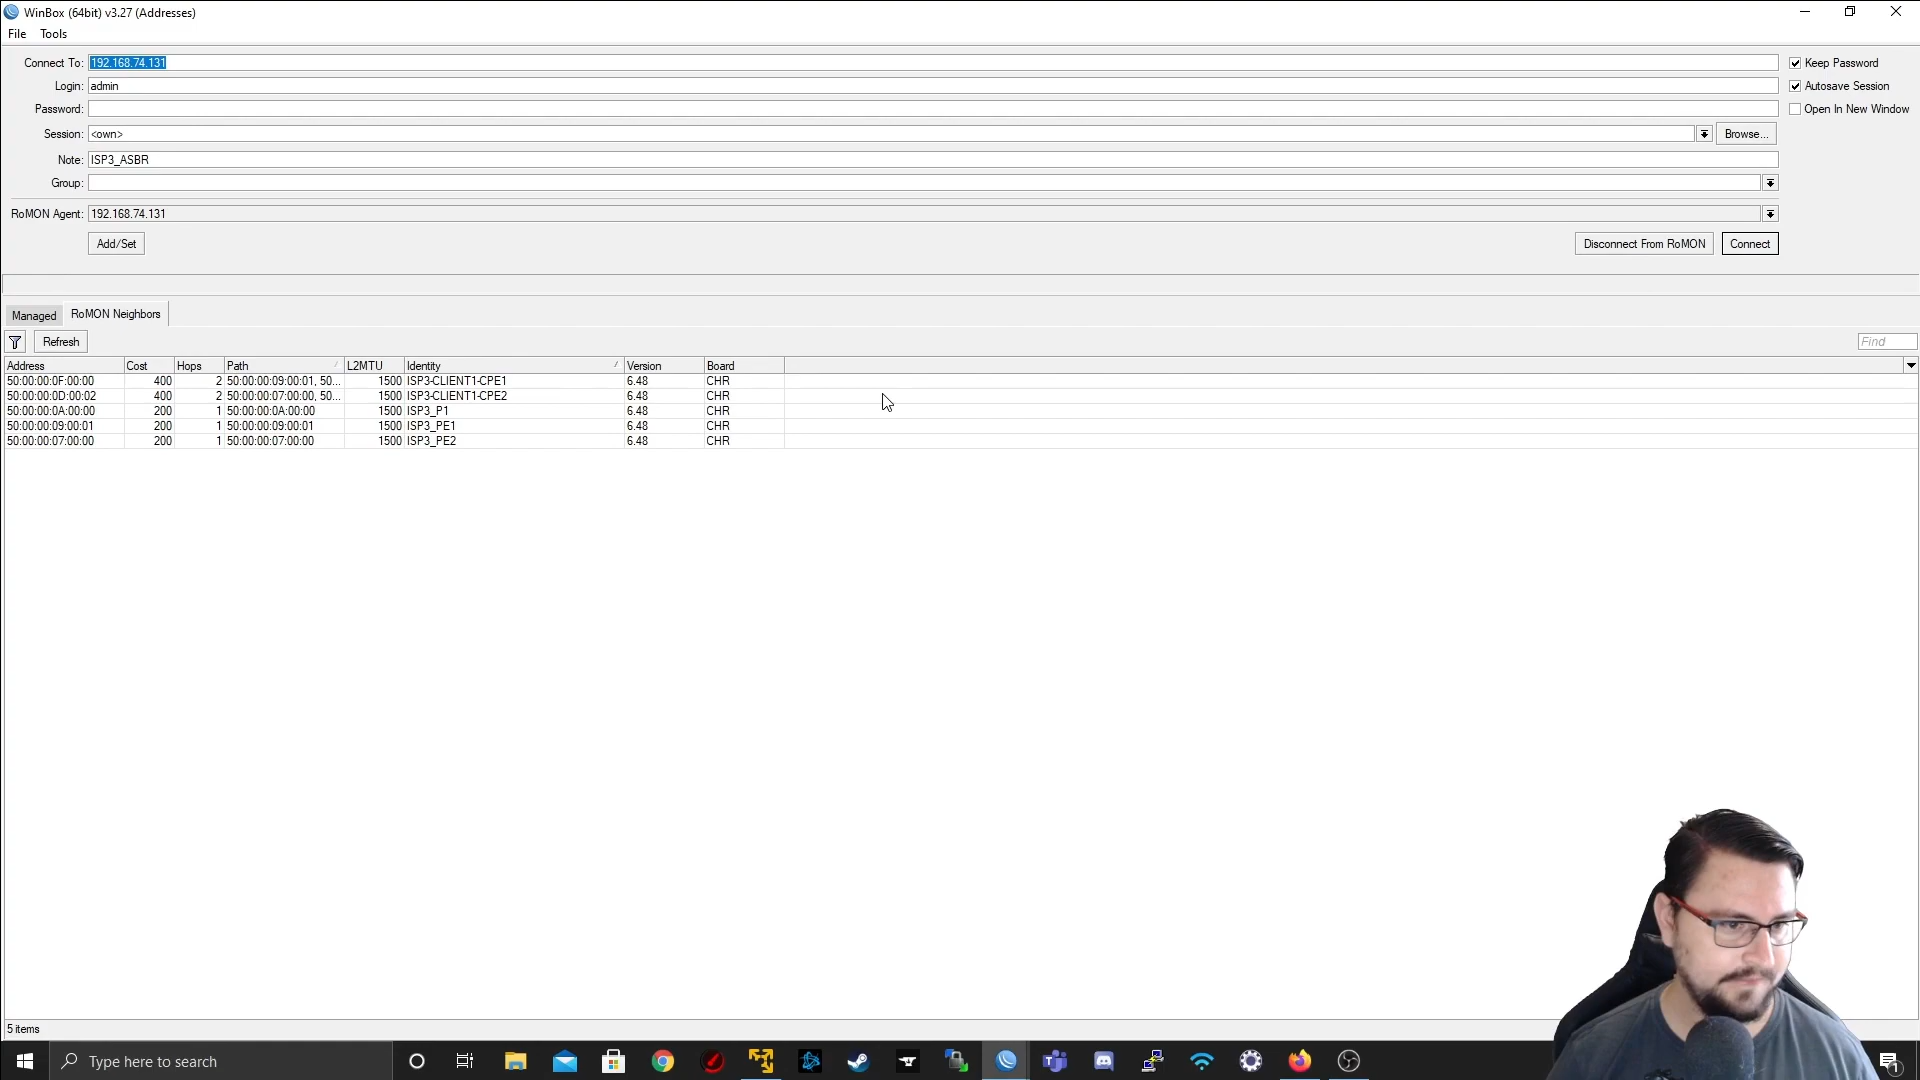 WinBox (64bit) v3.27 (Addresses)
File Tools
Connect To: 192.168.74.131
Keep Password
Login: admin
Autosave Session
Password:
Open In New Window
Session: <own>
Browse...
Note: ISP3_ASBR
Group:
RoMON Agent: 192.168.74.131
Add/Set
Disconnect From RoMON
Connect
Managed
RoMON Neighbors
Refresh
Find
Address Cost Hops Path L2MTU Identity Version Board
50:00:00:0F:00:00 400 2 50:00:00:09:00:01, 50... 1500 ISP3-CLIENT1-CPE1 6.48 CHR
50:00:00:0D:00:02 400 2 50:00:00:07:00:00, 50... 1500 ISP3-CLIENT1-CPE2 6.48 CHR
50:00:00:0A:00:00 200 1 50:00:00:0A:00:00 1500 ISP3_P1 6.48 CHR
50:00:00:09:00:01 200 1 50:00:00:09:00:01 1500 ISP3_PE1 6.48 CHR
50:00:00:07:00:00 200 1 50:00:00:07:00:00 1500 ISP3_PE2 6.48 CHR
5 items
Type here to search
1